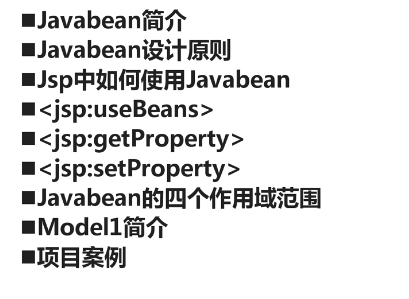 ■Javabean简介
■Javabean设计原则
■Jsp中如何使用Javabean
■<jsp:useBeans>
■<jsp:getProperty>
■<jsp:setProperty>
■Javabean的四个作用域范围
■Model1简介
■项目案例